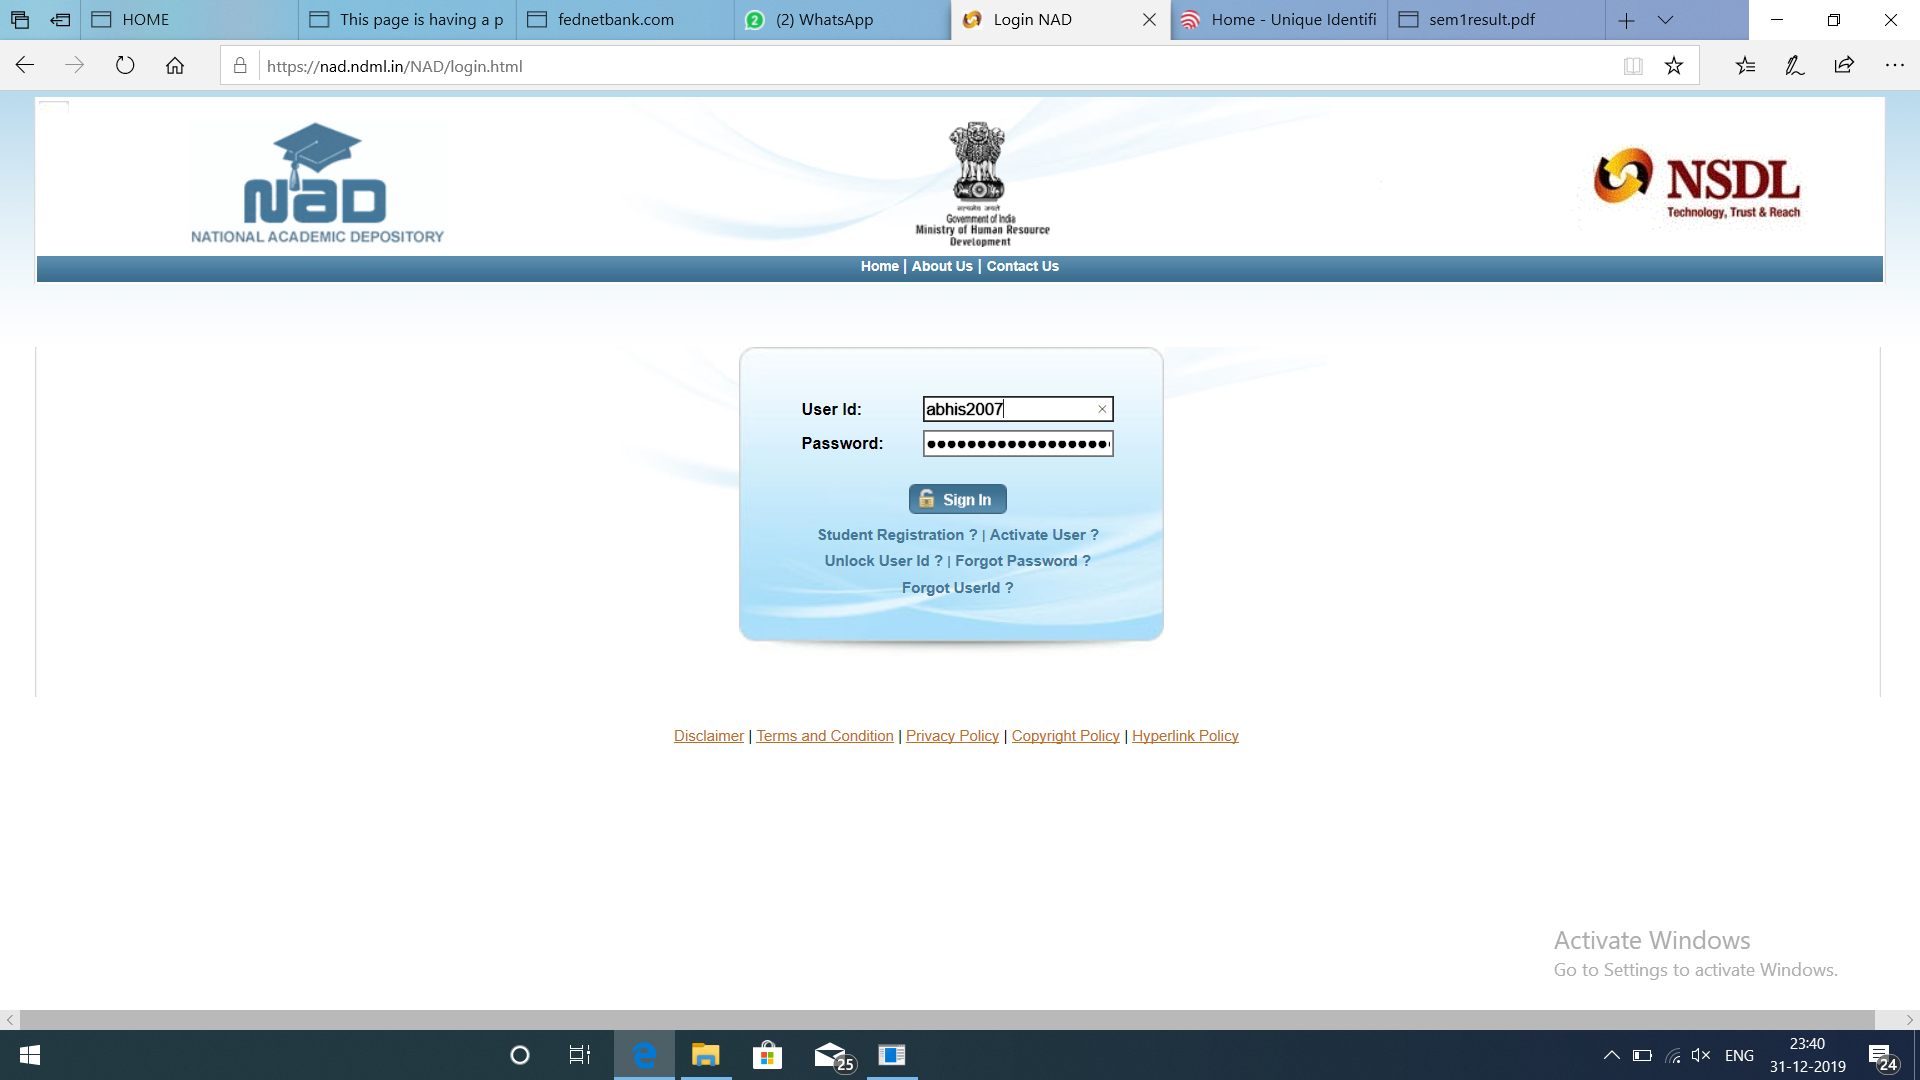 HOME
This page is having a p
fednetbank.com
2 (2) WhatsApp
Login NAD
Home - Unique Identifi
sem1result.pdf
https://nad.ndml.in/NAD/login.html
NAD
NATIONAL ACADEMIC DEPOSITORY
सत्यमेव जयते
Government of India
Ministry of Human Resource
Development
NSDL
Technology, Trust & Reach
Home | About Us | Contact Us
User Id: abhis2007
Password:
Sign In
Student Registration ? | Activate User ?
Unlock User Id ? | Forgot Password ?
Forgot UserId ?
Disclaimer | Terms and Condition | Privacy Policy | Copyright Policy | Hyperlink Policy
Activate Windows
Go to Settings to activate Windows.
25
ENG
23:40
31-12-2019
24